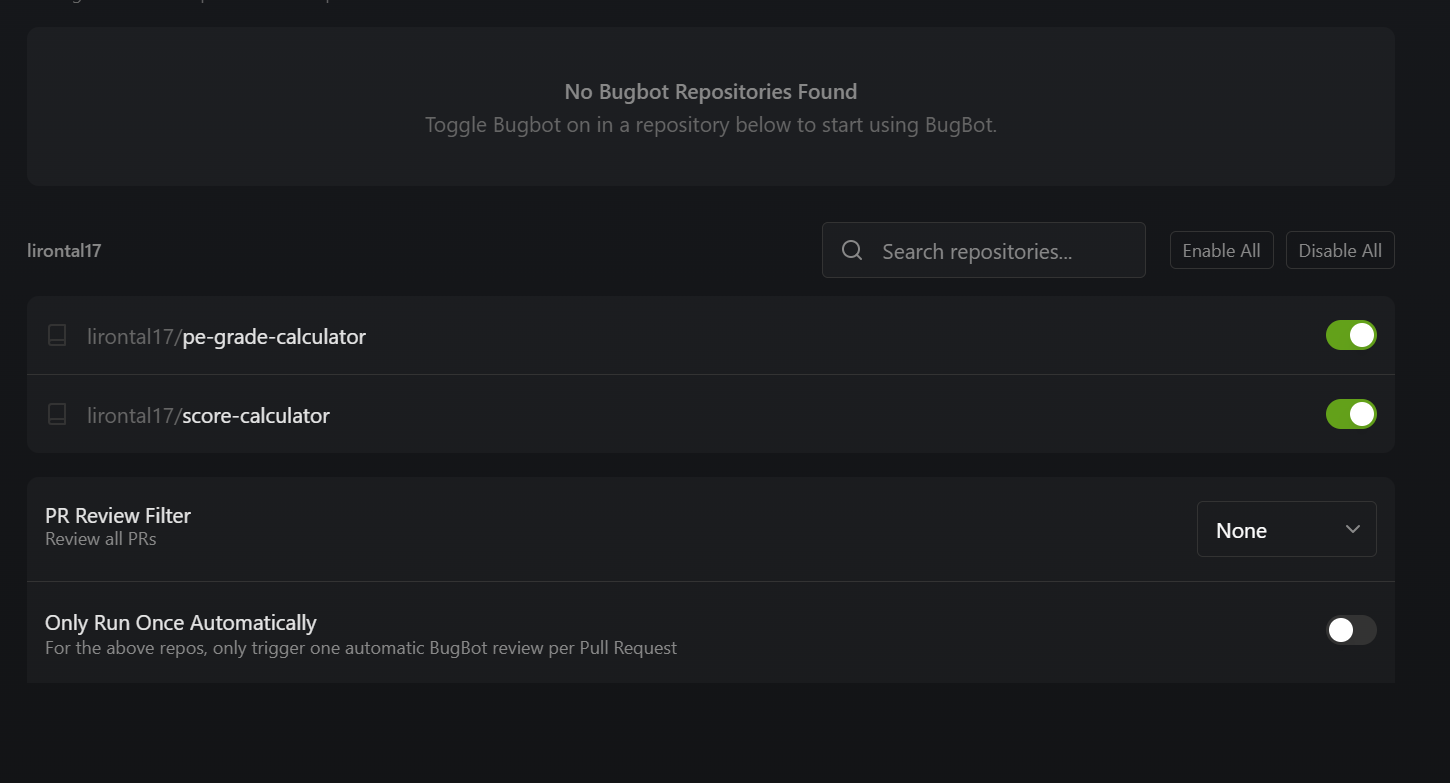 No Bugbot Repositories Found
Toggle Bugbot on in a repository below to start using BugBot.
lirontal17
Search repositories...
Enable All
Disable All
lirontal17/pe-grade-calculator
lirontal17/score-calculator
PR Review Filter
Review all PRs
None
Only Run Once Automatically
For the above repos, only trigger one automatic BugBot review per Pull Request